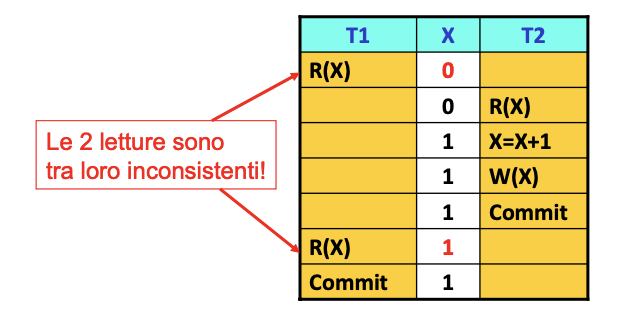 T1 X T2
R(X) 0
0 R(X)
Le 2 letture sono
tra loro inconsistenti!
1 X=X+1
1 W(X)
1 Commit
R(X) 1
Commit 1